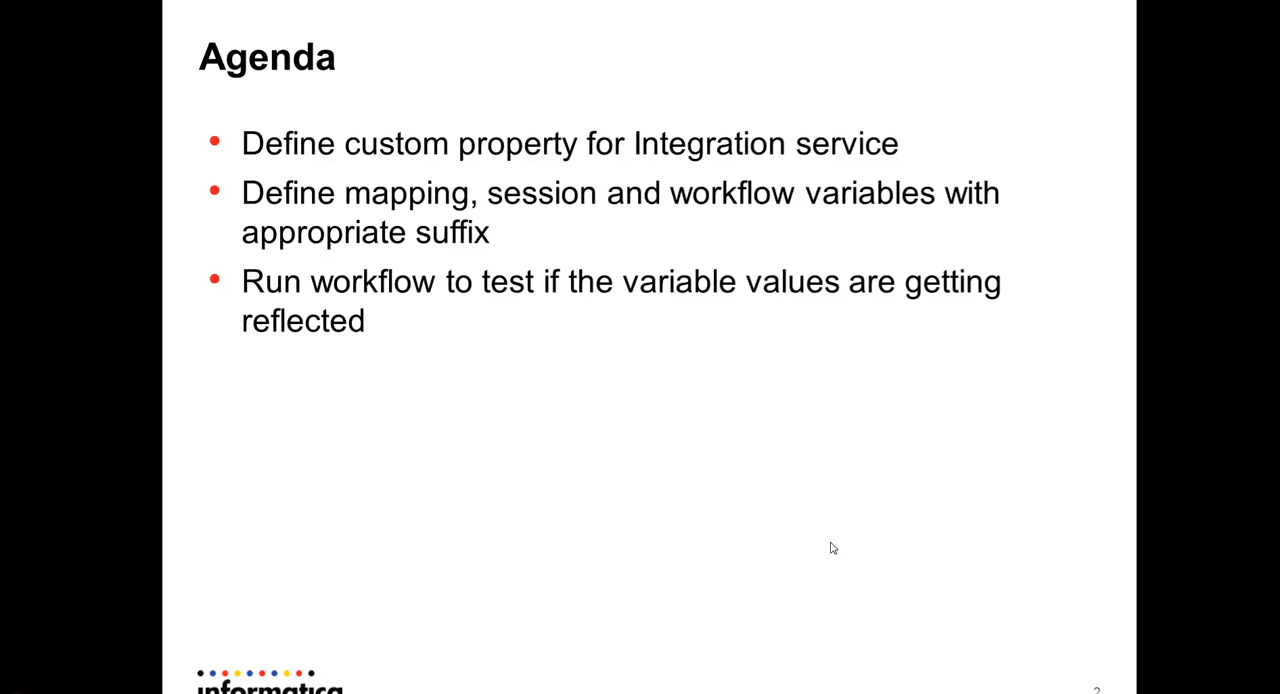 Agenda
• Define custom property for Integration service
• Define mapping, session and workflow variables with
appropriate suffix
• Run workflow to test if the variable values are getting
reflected
informatica
2